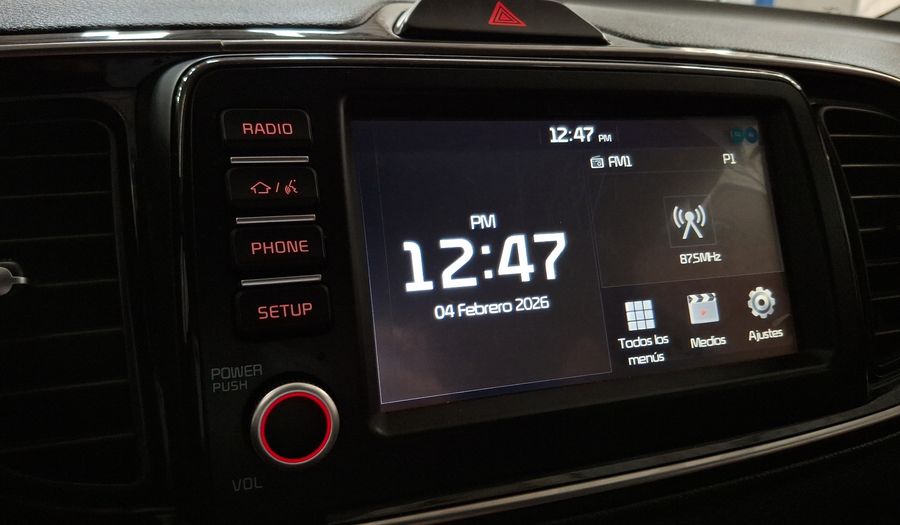 RADIO
/
PHONE
SETUP
POWER
PUSH
VOL
12:47 PM
FM1 P1
PM
12:47
04 Febrero 2026
87.5MHz
Todos los
menús
Medios
Ajustes